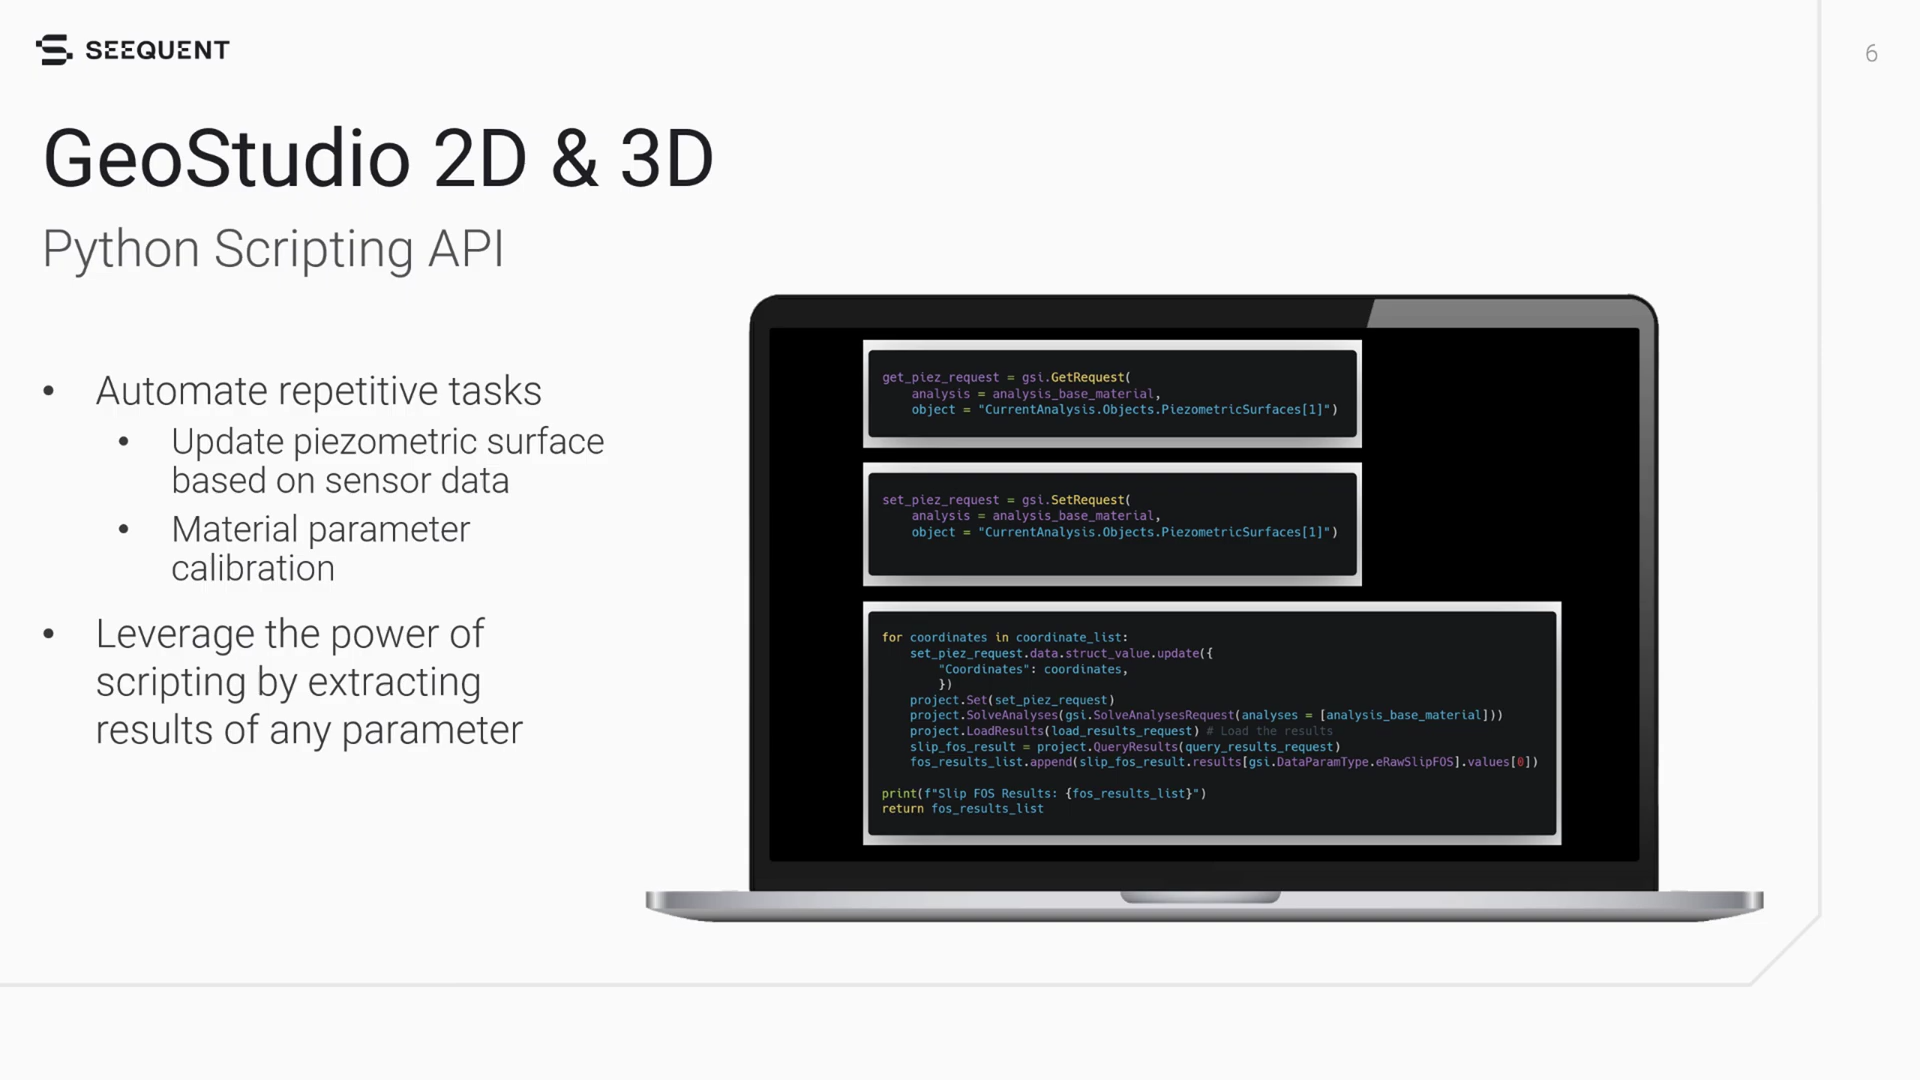 SEEQUENT
6
GeoStudio 2D & 3D
Python Scripting API
• Automate repetitive tasks
• Update piezometric surface
based on sensor data
• Material parameter
calibration
• Leverage the power of
scripting by extracting
results of any parameter
get_piez_request = gsi.GetRequest(
    analysis = analysis_base_material,
    object = "CurrentAnalysis.Objects.PiezometricSurfaces[1]")
set_piez_request = gsi.SetRequest(
    analysis = analysis_base_material,
    object = "CurrentAnalysis.Objects.PiezometricSurfaces[1]")
for coordinates in coordinate_list:
    set_piez_request.data.struct_value.update({
        "Coordinates": coordinates,
        })
    project.Set(set_piez_request)
    project.SolveAnalyses(gsi.SolveAnalysesRequest(analyses = [analysis_base_material]))
    project.LoadResults(load_results_request) # Load the results
    slip_fos_result = project.QueryResults(query_results_request)
    fos_results_list.append(slip_fos_result.results[gsi.DataParamType.eRawSlipFOS].values[0])
print(f"Slip FOS Results: {fos_results_list}")
return fos_results_list